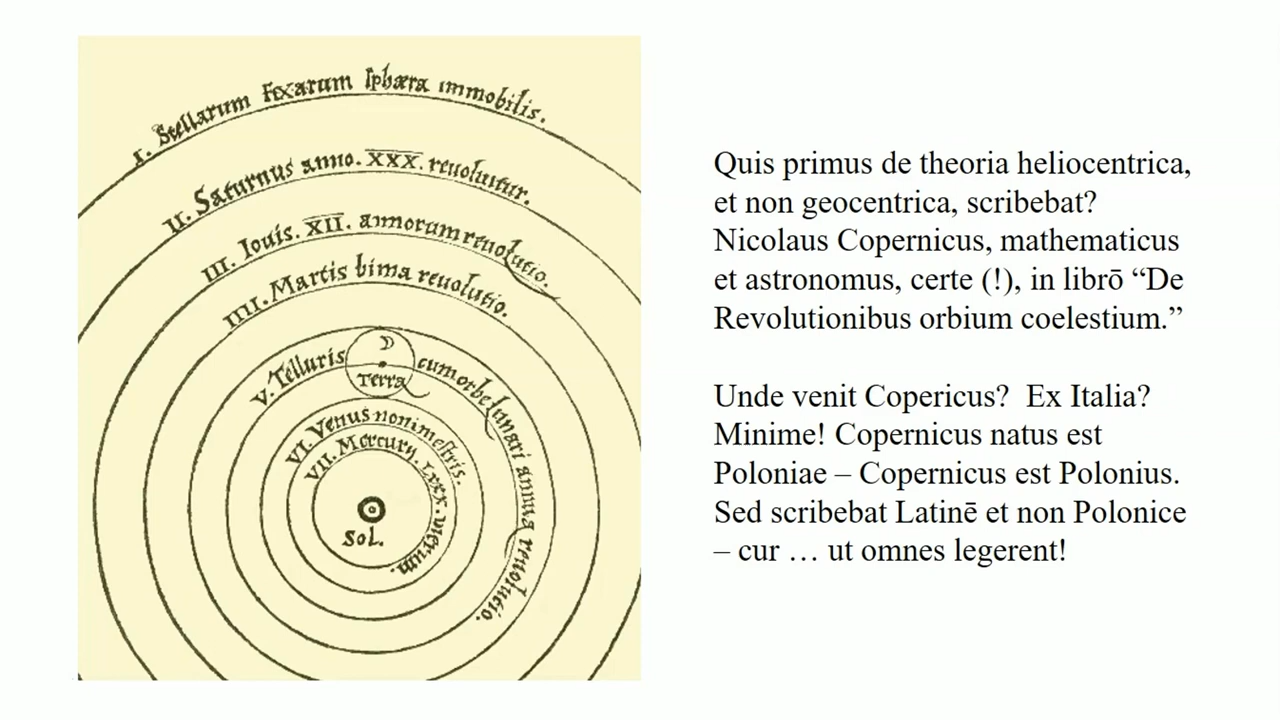 I. Stellarum Fixarum Sphæra immobilis.
II. Saturnus anno. XXX. reuoluitur.
III. Iouis. XII. annorum reuolutio.
IIII. Martis bima reuolutio.
V. Telluris cum orbe lunari annua reuolutio.
Terra
VI. Venus nonimestris.
VII. Mercurij. LXXX. dierum.
Sol.
Quis primus de theoria heliocentrica,
et non geocentrica, scribebat?
Nicolaus Copernicus, mathematicus
et astronomus, certe (!), in librō “De
Revolutionibus orbium coelestium.”
Unde venit Copericus?  Ex Italia?
Minime! Copernicus natus est
Poloniae – Copernicus est Polonius.
Sed scribebat Latinē et non Polonice
– cur … ut omnes legerent!